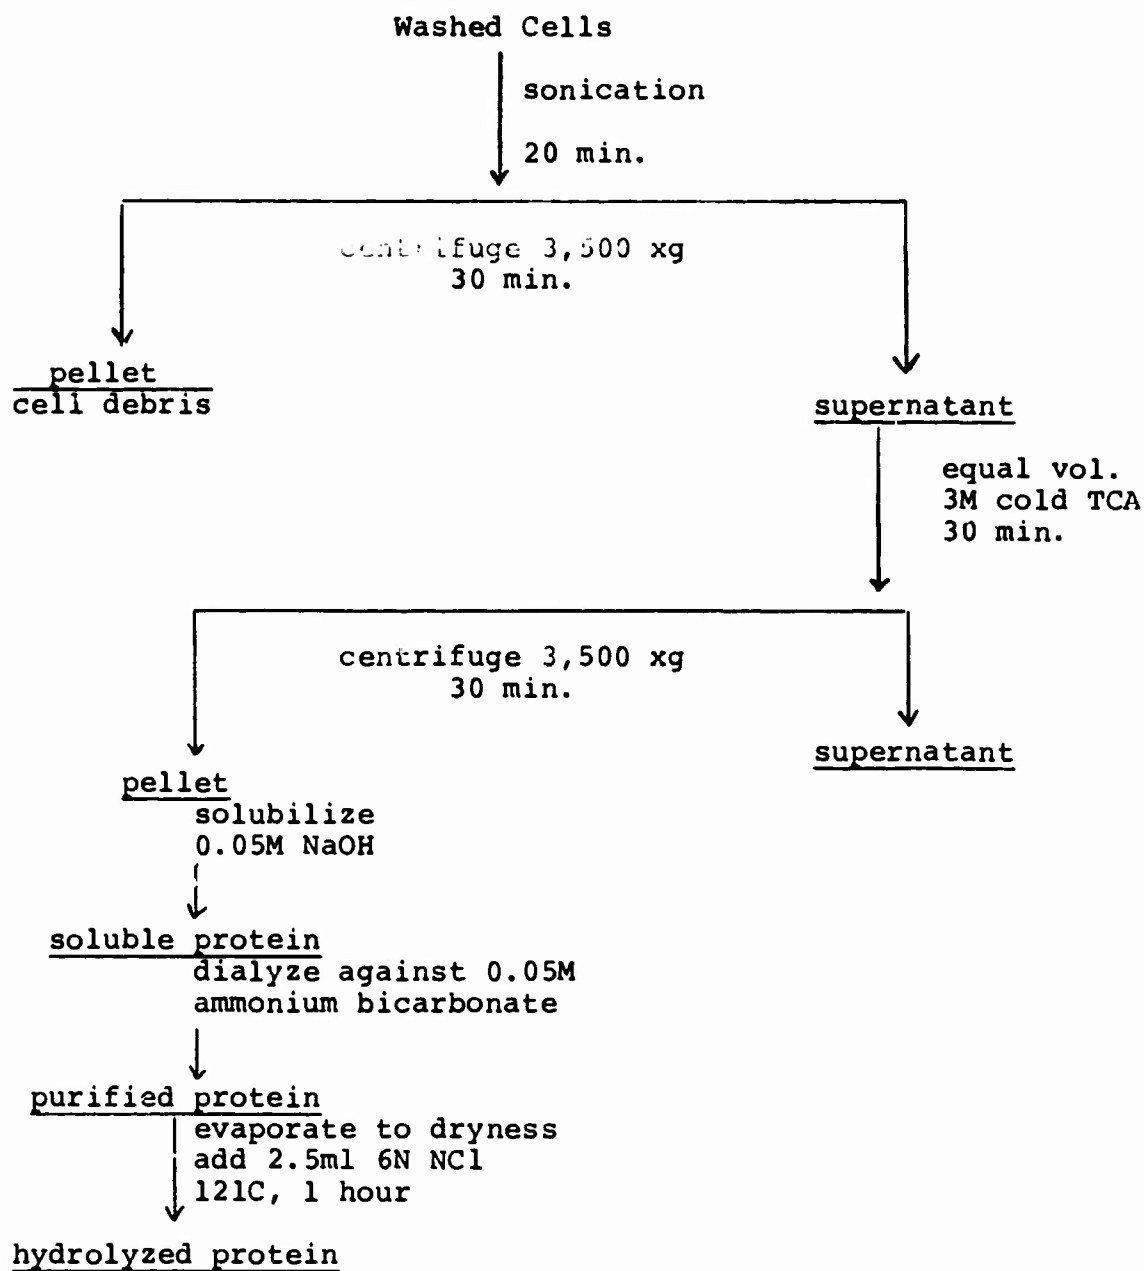 Washed Cells
sonication
20 min.
centrifuge 3,500 xg
30 min.
pellet
cell debris
supernatant
equal vol.
3M cold TCA
30 min.
centrifuge 3,500 xg
30 min.
supernatant
pellet
solubilize
0.05M NaOH
soluble protein
dialyze against 0.05M
ammonium bicarbonate
purified protein
evaporate to dryness
add 2.5ml 6N NCl
121C, 1 hour
hydrolyzed protein